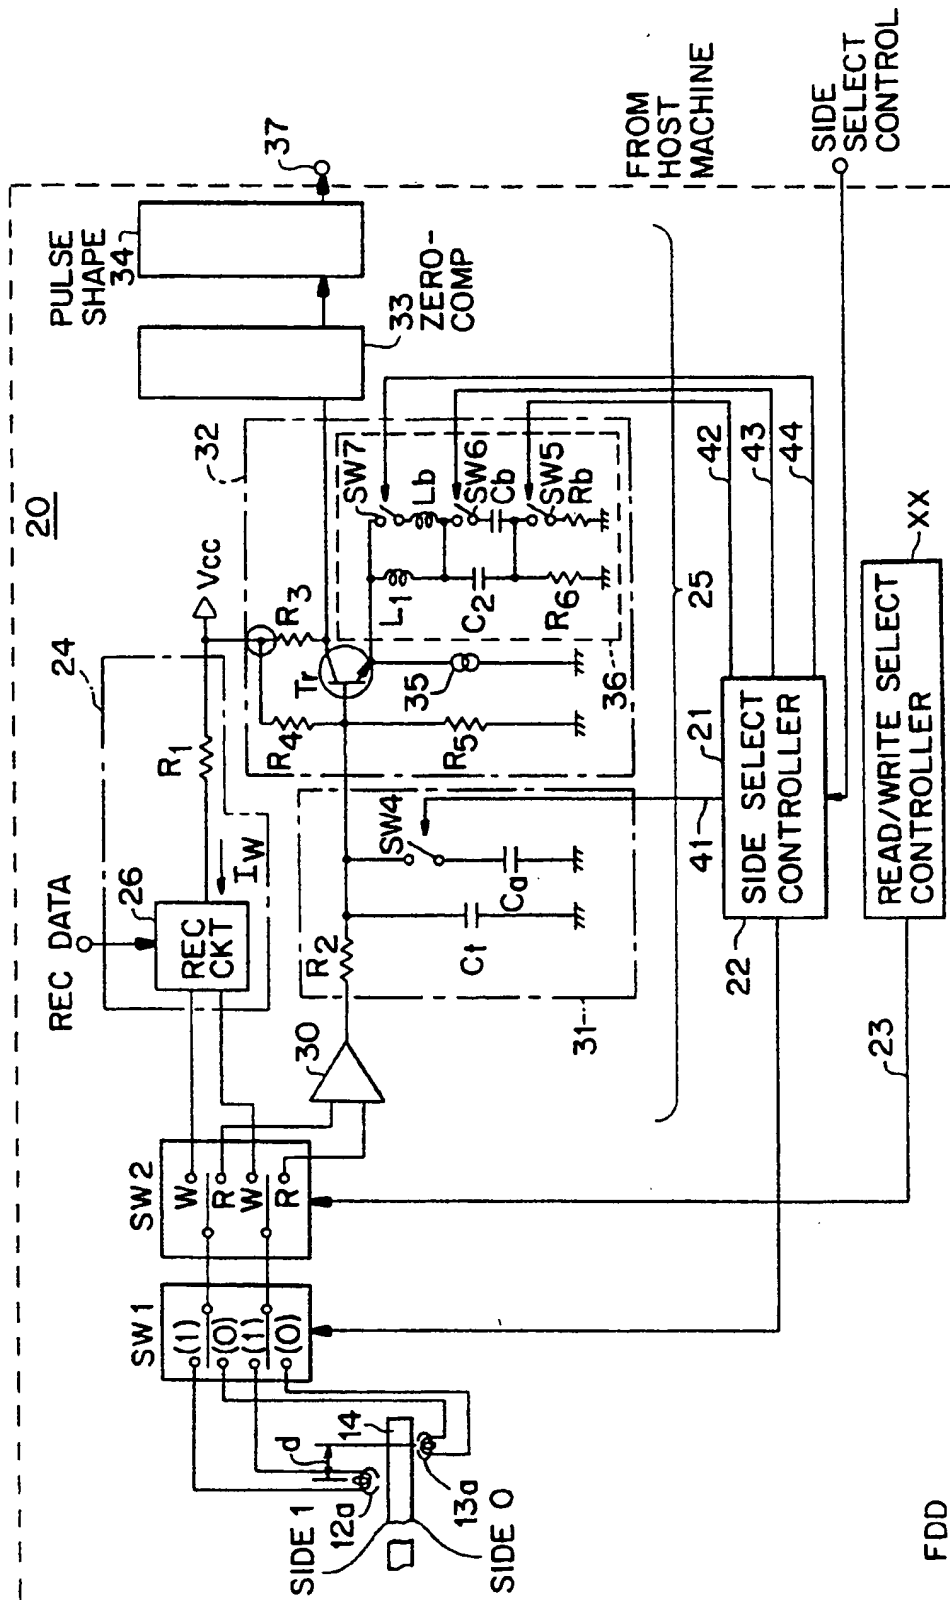 20
PULSE
SHAPE
34
37
33
ZERO-
COMP
24
Vcc
REC DATA
26
REC
CKT
R1
IW
32
R3
R4
Tr
R5
35
36
L1
C2
R6
SW7
Lb
SW6
Cb
SW5
Rb
SW1
(1)
(0)
(1)
(0)
SW2
W
R
W
R
30
R2
C1
SW4
Ca
31
25
FROM
HOST
MACHINE
SIDE 1
12a
d
14
13a
SIDE 0
41
42
43
44
21
22
SIDE SELECT
CONTROLLER
SIDE
SELECT
CONTROL
23
READ/WRITE SELECT
CONTROLLER
XX
FDD